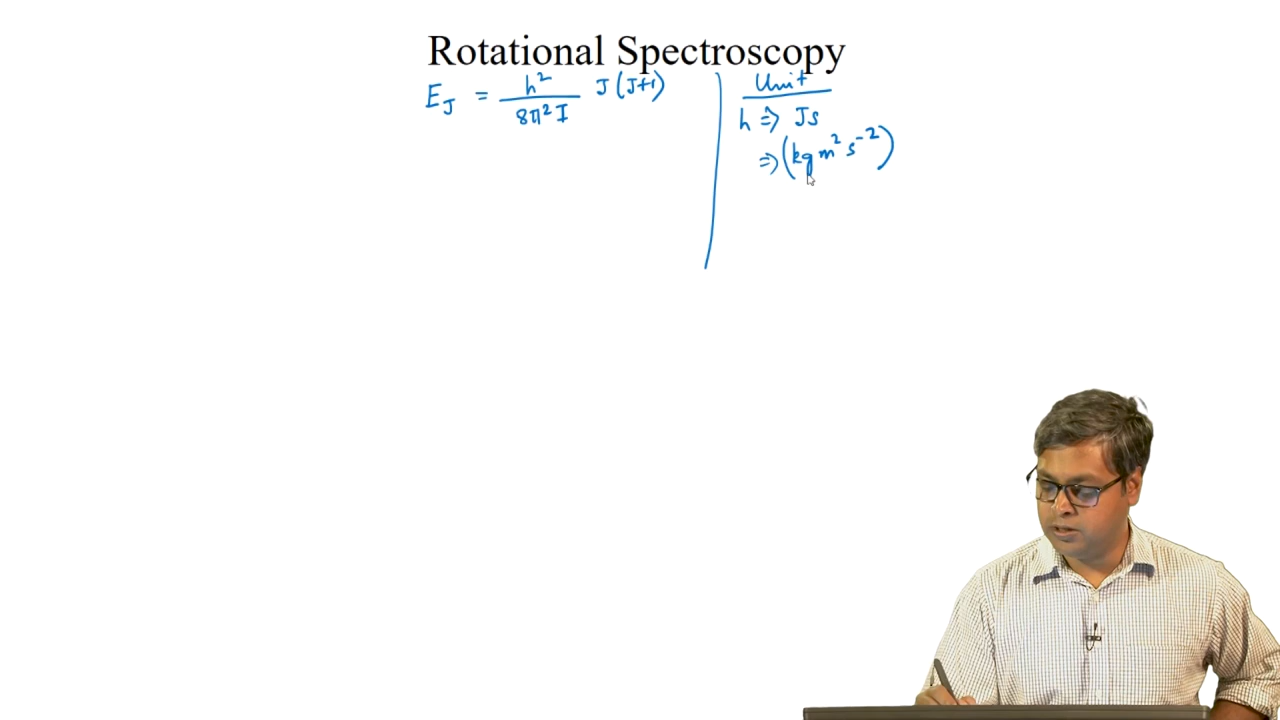 Rotational Spectroscopy
E_J = h² / 8π²I J(J+1)
Unit
h ⇒ Js
⇒ (kg m² s⁻²)